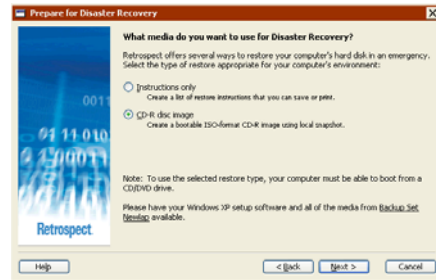 Prepare for Disaster Recovery
What media do you want to use for Disaster Recovery?
Retrospect offers several ways to restore your computer's hard disk in an emergency.
Select the type of restore appropriate for your computer's environment:
Instructions only
Create a list of restore instructions that you can save or print.
CD-R disc image
Create a bootable ISO-format CD-R image using local snapshot.
Note: To use the selected restore type, your computer must be able to boot from a
CD/DVD drive.
Please have your Windows XP setup software and all of the media from Backup Set
Newlap available.
Retrospect
Help
< Back
Next >
Cancel